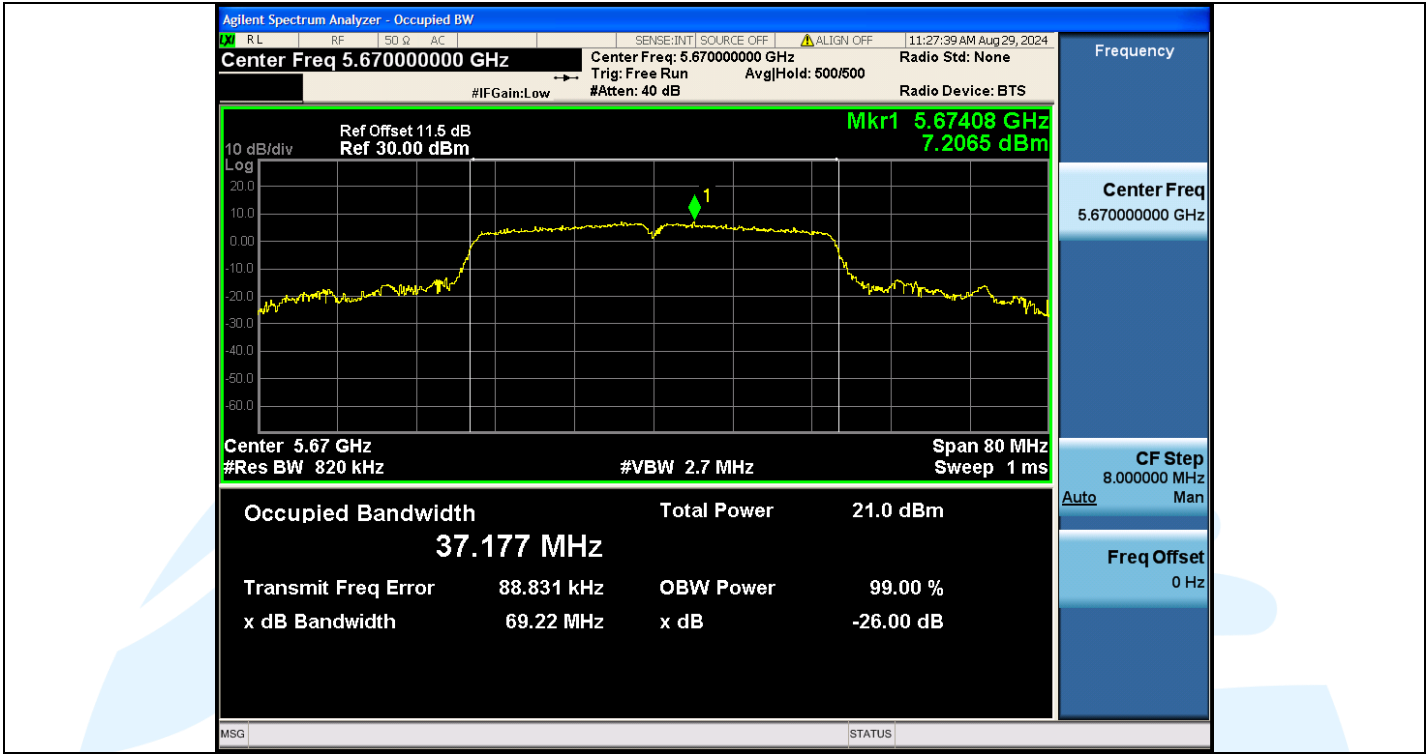 Agilent Spectrum Analyzer - Occupied BW
LXI RL RF 50 Ω AC SENSE:INT SOURCE OFF ALIGN OFF 11:27:39 AM Aug 29, 2024
Center Freq 5.670000000 GHz
Center Freq: 5.670000000 GHz Radio Std: None
Trig: Free Run Avg|Hold: 500/500
#IFGain:Low #Atten: 40 dB Radio Device: BTS
Mkr1 5.67408 GHz
7.2065 dBm
Ref Offset 11.5 dB
10 dB/div Ref 30.00 dBm
Log
20.0
10.0
0.00
-10.0
-20.0
-30.0
-40.0
-50.0
-60.0
1
Center 5.67 GHz Span 80 MHz
#Res BW 820 kHz #VBW 2.7 MHz Sweep 1 ms
Occupied Bandwidth Total Power 21.0 dBm
37.177 MHz
Transmit Freq Error 88.831 kHz OBW Power 99.00 %
x dB Bandwidth 69.22 MHz x dB -26.00 dB
MSG STATUS
Frequency
Center Freq
5.670000000 GHz
CF Step
8.000000 MHz
Auto Man
Freq Offset
0 Hz